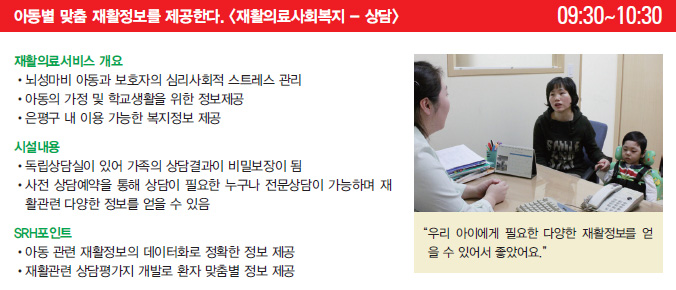 아동별 맞춤 재활정보를 제공한다. <재활의료사회복지 – 상담>
09:30~10:30
재활의료서비스 개요
• 뇌성마비 아동과 보호자의 심리사회적 스트레스 관리
• 아동의 가정 및 학교생활을 위한 정보제공
• 은평구 내 이용 가능한 복지정보 제공
시설내용
• 독립상담실이 있어 가족의 상담결과이 비밀보장이 됨
• 사전 상담예약을 통해 상담이 필요한 누구나 전문상담이 가능하며 재
활관련 다양한 정보를 얻을 수 있음
SRH포인트
• 아동 관련 재활정보의 데이터화로 정확한 정보 제공
• 재활관련 상담평가지 개발로 환자 맞춤별 정보 제공
“우리 아이에게 필요한 다양한 재활정보를 얻
을 수 있어서 좋았어요.”